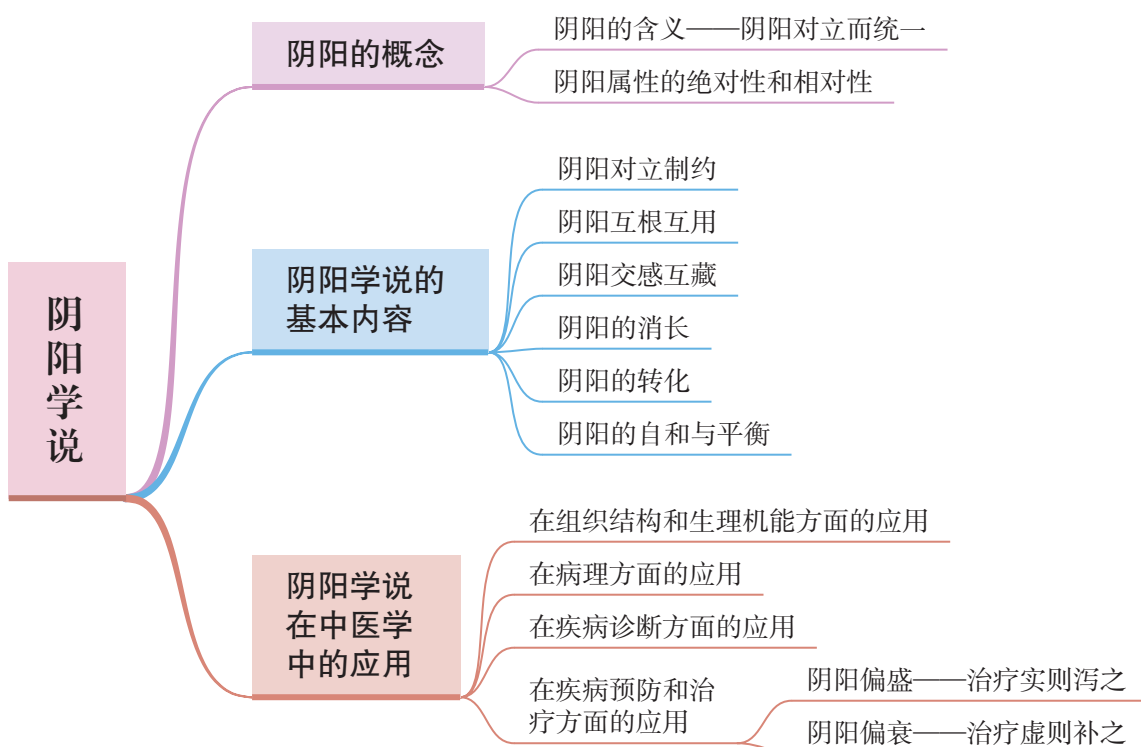 阴阳学说
阴阳的概念
阴阳的含义——阴阳对立而统一
阴阳属性的绝对性和相对性
阴阳学说的
基本内容
阴阳对立制约
阴阳互根互用
阴阳交感互藏
阴阳的消长
阴阳的转化
阴阳的自和与平衡
阴阳学说
在中医学
中的应用
在组织结构和生理机能方面的应用
在病理方面的应用
在疾病诊断方面的应用
在疾病预防和治
疗方面的应用
阴阳偏盛——治疗实则泻之
阴阳偏衰——治疗虚则补之